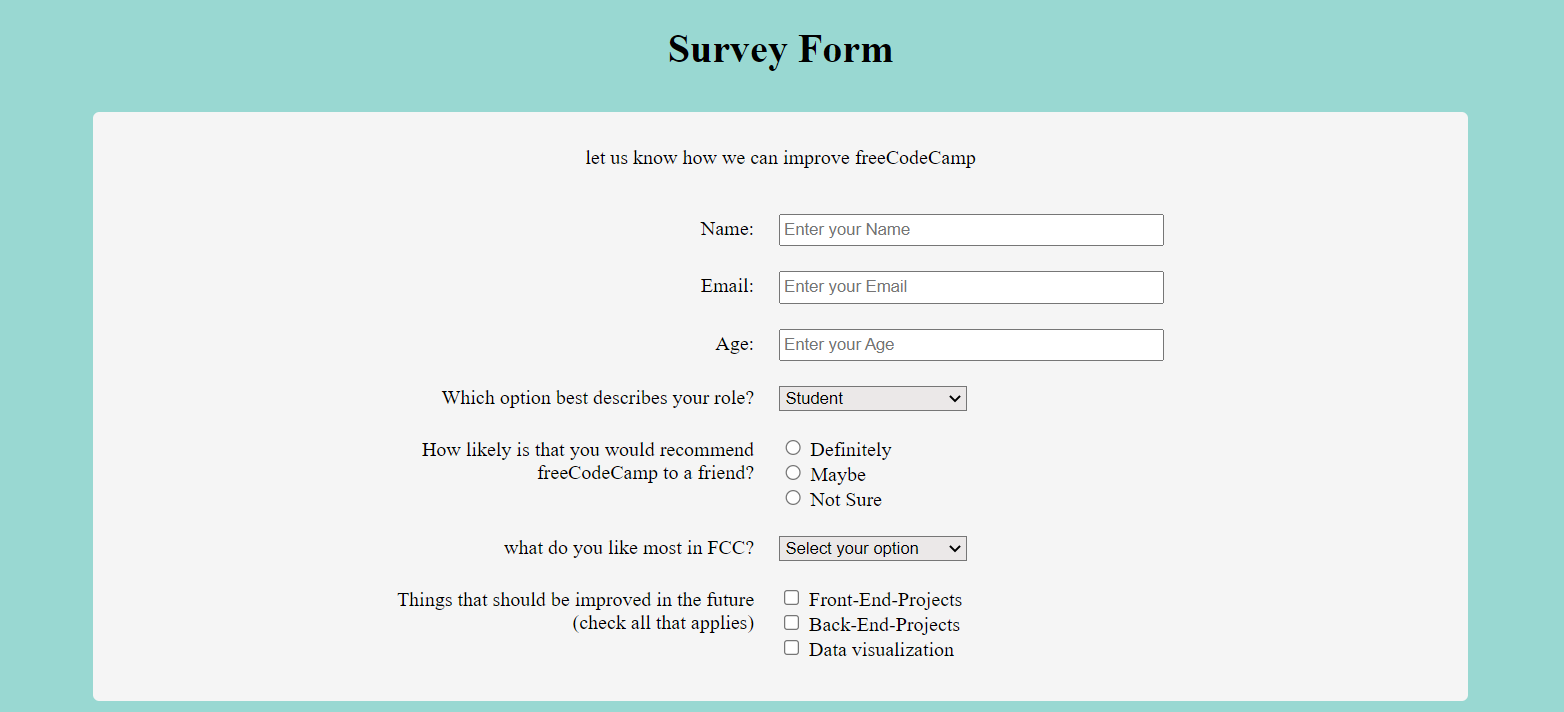 Survey Form
let us know how we can improve freeCodeCamp
Name: Enter your Name
Email: Enter your Email
Age: Enter your Age
Which option best describes your role? Student
How likely is that you would recommend
freeCodeCamp to a friend?
Definitely
Maybe
Not Sure
what do you like most in FCC? Select your option
Things that should be improved in the future
(check all that applies)
Front-End-Projects
Back-End-Projects
Data visualization